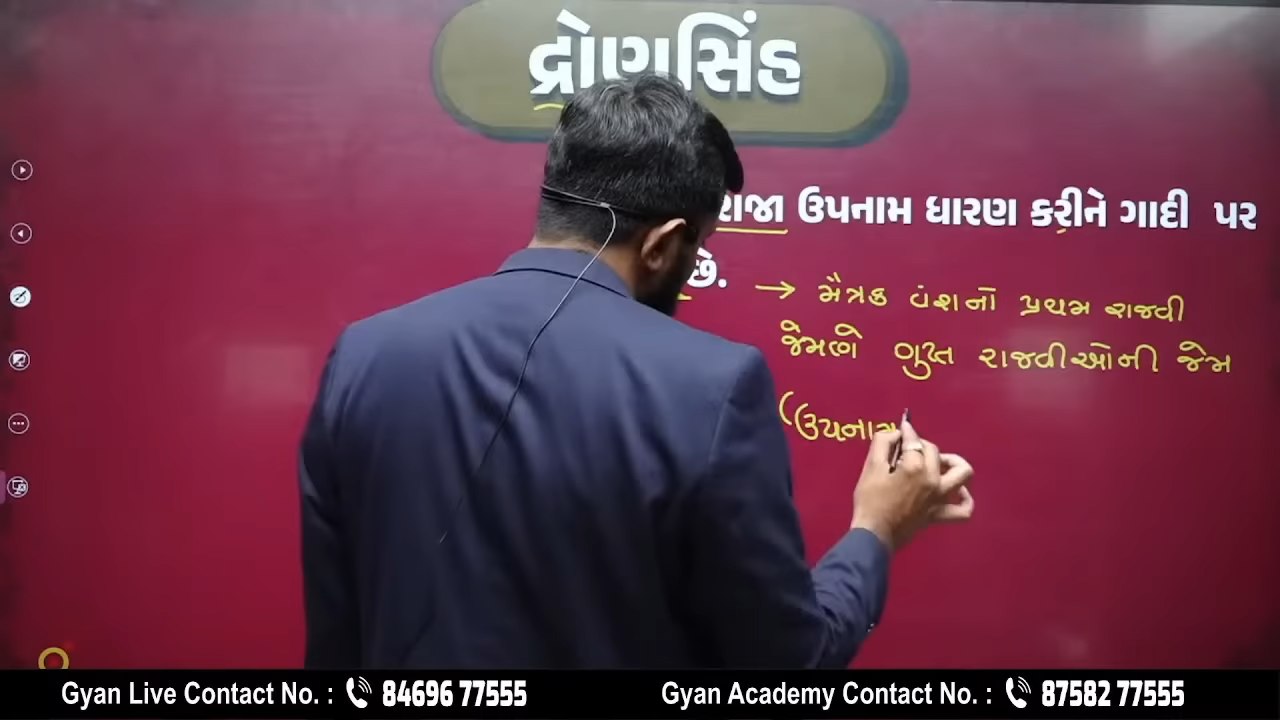 દ્રોણસિંહ
રાજા ઉપનામ ધારણ કરીને ગાદી પર
છે. → મૈત્રક વંશનો પ્રથમ રાજવી
જેમણે ગુપ્ત રાજવીઓની જેમ
(ઉપનામ
Gyan Live Contact No. : 84696 77555 Gyan Academy Contact No. : 87582 77555